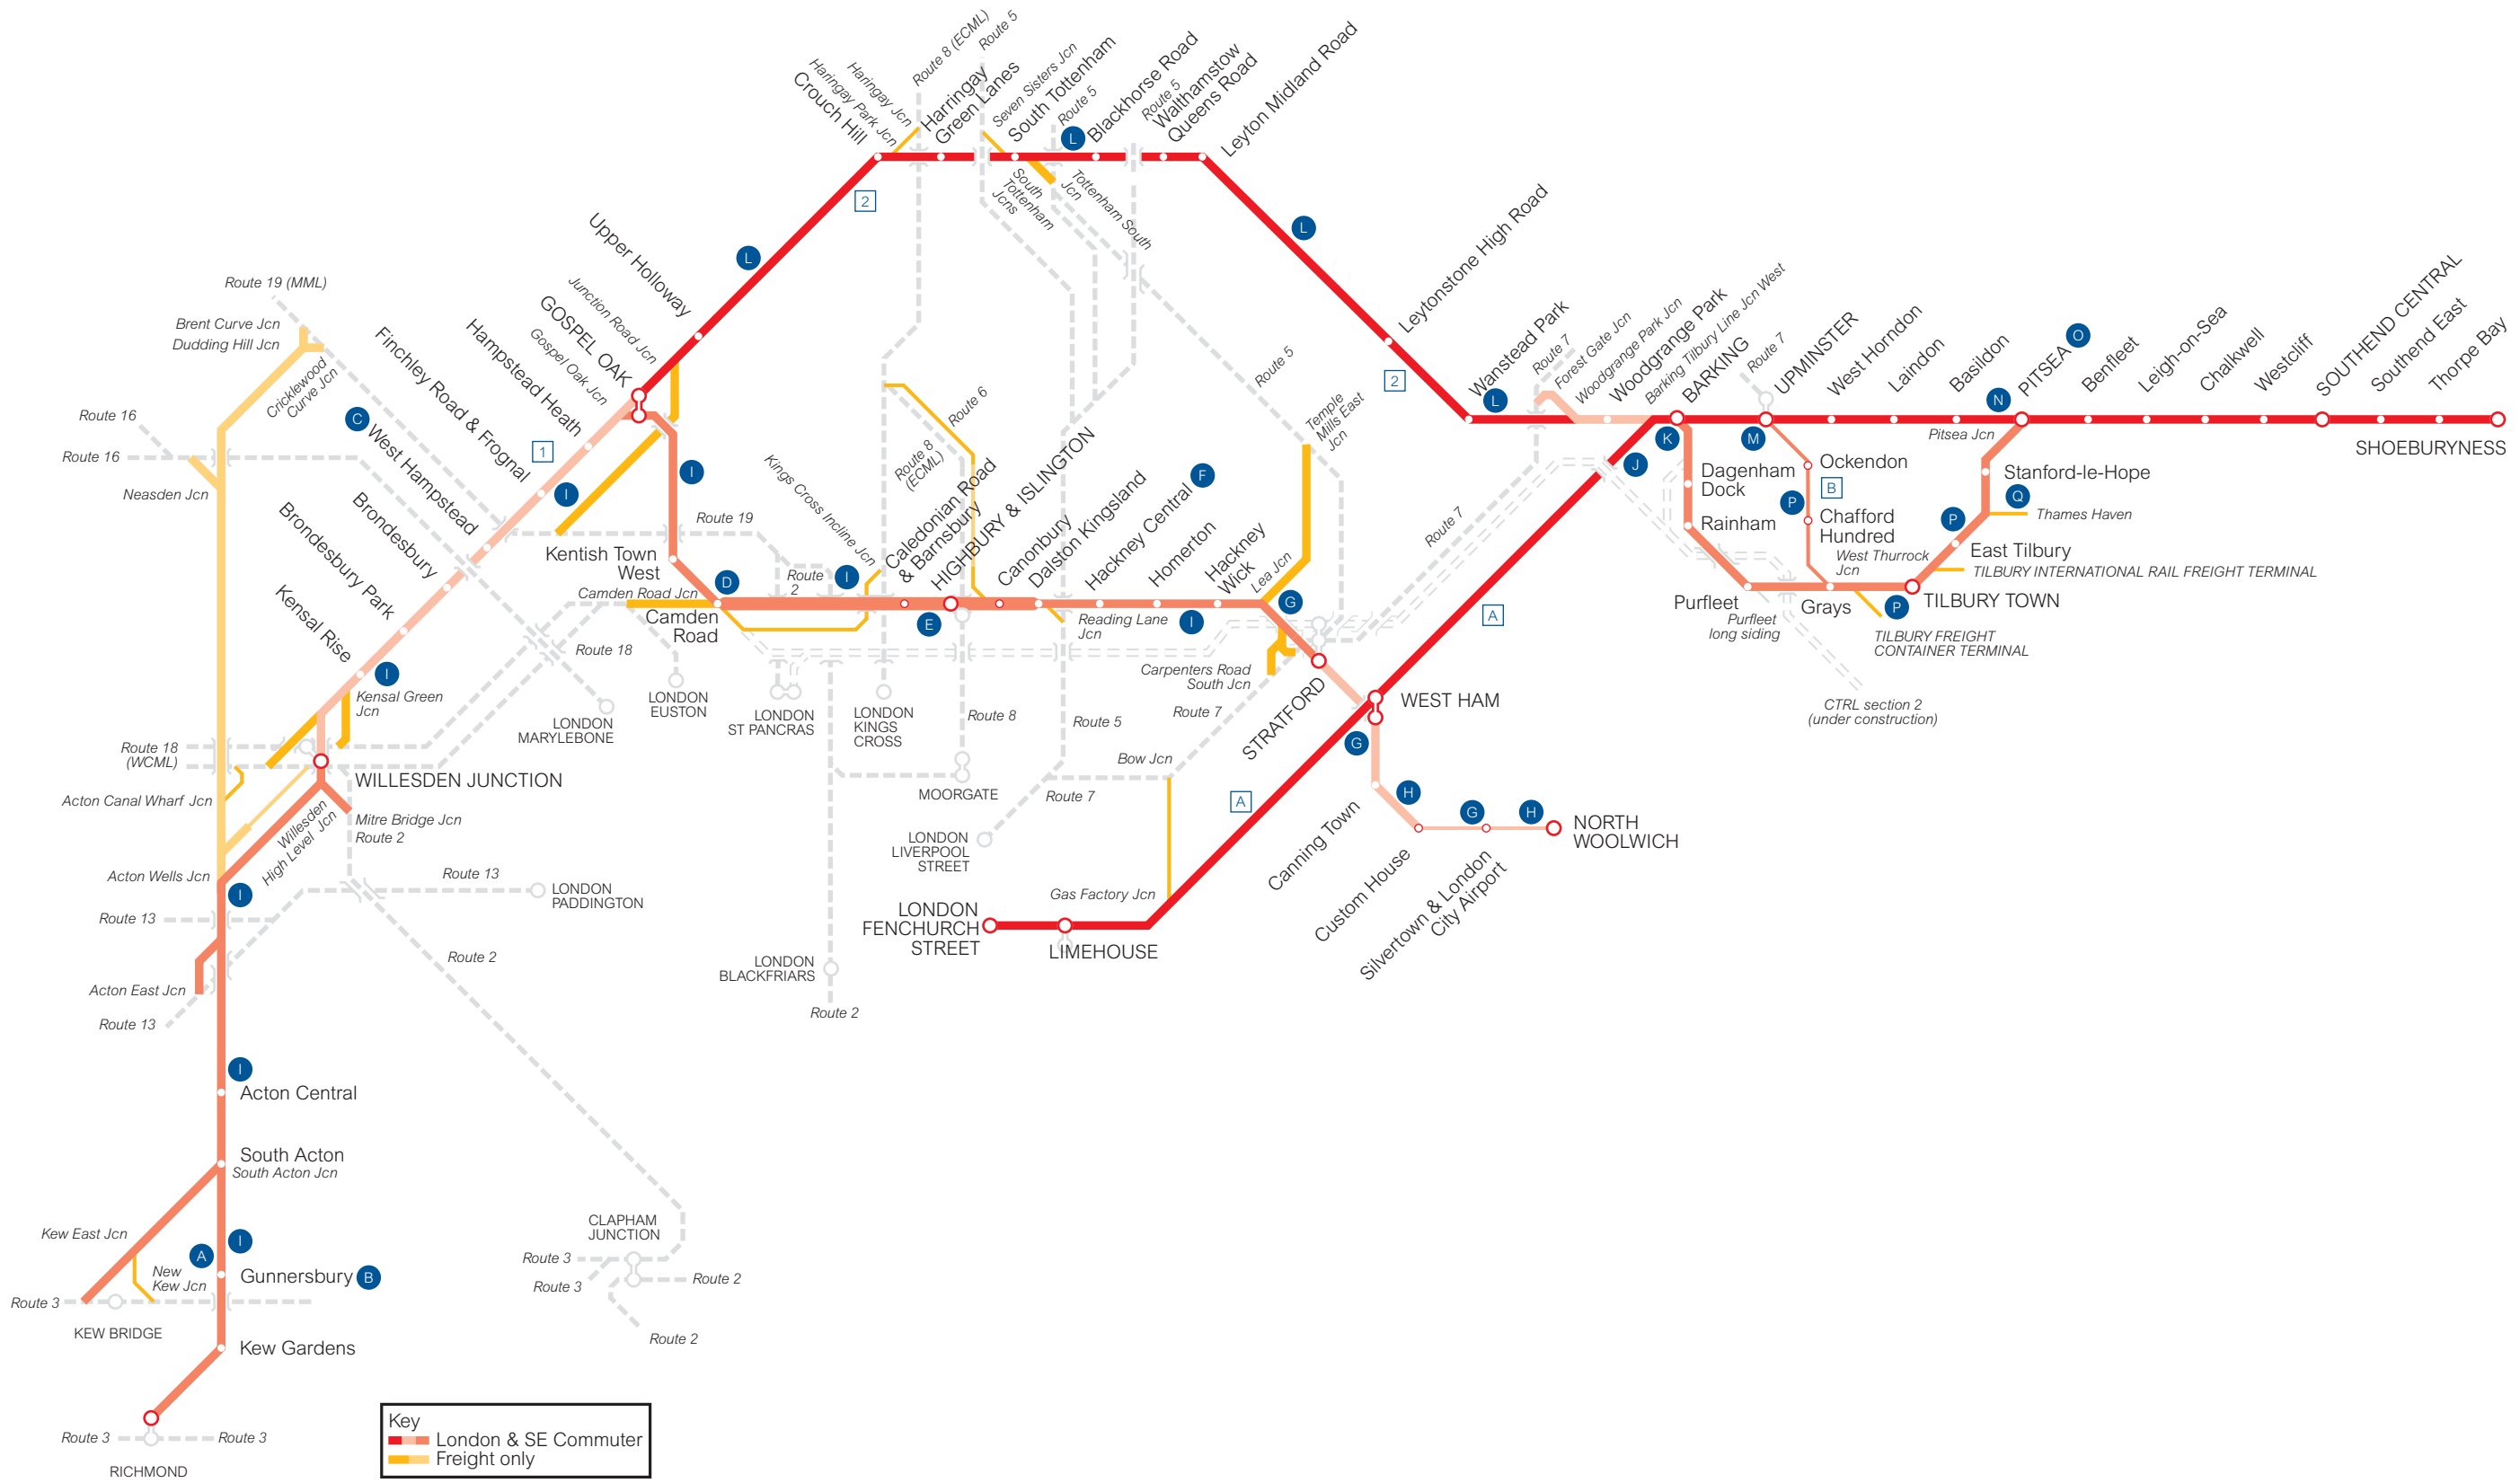 Route 8 (ECML)
Route 5
Haringay Jcn
Haringay Park Jcn
Crouch Hill
Harringay
Green Lanes
Seven Sisters Jcn
South Tottenham
Route 5
L
Blackhorse Road
Route 5
Walthamstow
Queens Road
Leyton Midland Road
South
Tottenham
Jcns
Tottenham South
Jcn
2
Upper Holloway
L
L
Leytonstone High Road
Route 19 (MML)
Brent Curve Jcn
Dudding Hill Jcn
Cricklewood
Curve Jcn
Junction Road Jcn
GOSPEL OAK
Gospel Oak Jcn
Hampstead Heath
Finchley Road & Frognal
C
West Hampstead
Brondesbury
Brondesbury Park
Kensal Rise
Route 16
Route 16
Neasden Jcn
1
I
I
Route 5
2
Wanstead Park
L
Route 7
Forest Gate Jcn
Woodgrange Park Jcn
Woodgrange Park
Barking Tilbury Line Jcn West
BARKING
K
J
Route 7
UPMINSTER
M
West Horndon
Laindon
Basildon
N
PITSEA
O
Pitsea Jcn
Benfleet
Leigh-on-Sea
Chalkwell
Westcliff
SOUTHEND CENTRAL
Southend East
Thorpe Bay
SHOEBURYNESS
Route 6
Route 8
(ECML)
Temple
Mills East
Jcn
Route 7
Dagenham
Dock
Rainham
Ockendon
B
P
Chafford
Hundred
West Thurrock
Jcn
Stanford-le-Hope
Q
Thames Haven
P
East Tilbury
TILBURY INTERNATIONAL RAIL FREIGHT TERMINAL
Purfleet
Purfleet
long siding
Grays
P
TILBURY TOWN
TILBURY FREIGHT
CONTAINER TERMINAL
CTRL section 2
(under construction)
Route 19
Kentish Town
West
D
Route
2
I
Camden Road Jcn
Camden
Road
Kings Cross Incline Jcn
Caledonian Road
& Barnsbury
E
HIGHBURY & ISLINGTON
Canonbury
Dalston Kingsland
Hackney Central
F
Homerton
Hackney
Wick
Lea Jcn
G
Reading Lane
Jcn
I
Carpenters Road
South Jcn
STRATFORD
A
WEST HAM
G
I
Kensal Green
Jcn
Route 18
LONDON
MARYLEBONE
LONDON
EUSTON
LONDON
ST PANCRAS
LONDON
KINGS
CROSS
Route 8
Route 5
Route 7
Bow Jcn
MOORGATE
Route 7
LONDON
LIVERPOOL
STREET
A
Canning Town
H
Custom House
G
Silvertown & London
City Airport
H
NORTH
WOOLWICH
Route 18
(WCML)
WILLESDEN JUNCTION
Acton Canal Wharf Jcn
Willesden
High Level Jcn
Mitre Bridge Jcn
Route 2
Acton Wells Jcn
I
Route 13
Route 13
LONDON
PADDINGTON
Gas Factory Jcn
LONDON
FENCHURCH
STREET
LIMEHOUSE
Route 2
LONDON
BLACKFRIARS
Route 2
Acton East Jcn
Route 13
I
Acton Central
South Acton
South Acton Jcn
Kew East Jcn
A
I
New
Kew Jcn
Gunnersbury
B
Route 3
KEW BRIDGE
Kew Gardens
CLAPHAM
JUNCTION
Route 3
Route 3
Route 2
Route 2
Route 3
Route 3
RICHMOND
Key
London & SE Commuter
Freight only